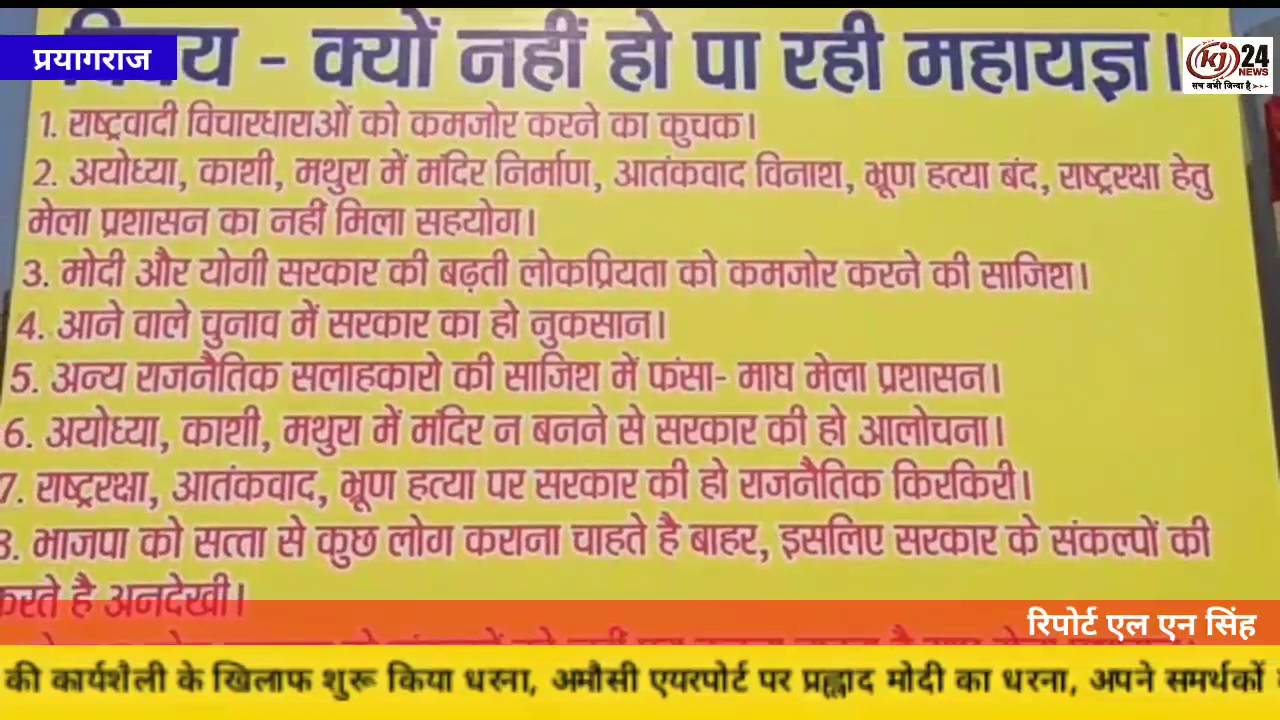 प्रयागराज
विषय - क्यों नहीं हो पा रही महायज्ञ।
kj 24
NEWS
सच अभी जिन्दा है
1. राष्ट्रवादी विचारधाराओं को कमजोर करने का कुचक।
2. अयोध्या, काशी, मथुरा में मंदिर निर्माण, आतंकवाद विनाश, भ्रूण हत्या बंद, राष्ट्ररक्षा हेतु
मेला प्रशासन का नहीं मिला सहयोग।
3. मोदी और योगी सरकार की बढ़ती लोकप्रियता को कमजोर करने की साजिश।
4. आने वाले चुनाव में सरकार का हो नुकसान।
5. अन्य राजनैतिक सलाहकारो की साजिश में फंसा- माघ मेला प्रशासन।
6. अयोध्या, काशी, मथुरा में मंदिर न बनने से सरकार की हो आलोचना।
7. राष्ट्ररक्षा, आतंकवाद, भ्रूण हत्या पर सरकार की हो राजनैतिक किरकिरी।
8. भाजपा को सत्ता से कुछ लोग कराना चाहते है बाहर, इसलिए सरकार के संकल्पों की
करते है अनदेखी।
रिपोर्ट एल एन सिंह
की कार्यशैली के खिलाफ शुरू किया धरना, अमौसी एयरपोर्ट पर प्रह्लाद मोदी का धरना, अपने समर्थकों